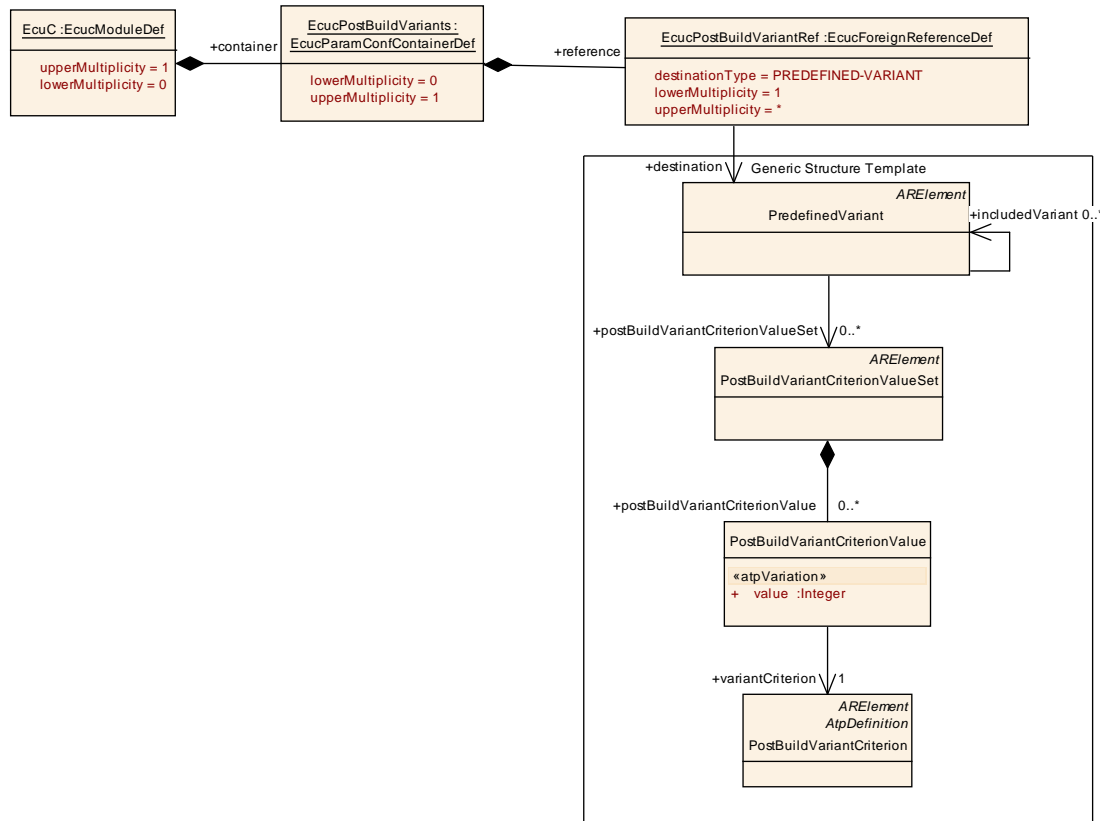 EcuC :EcucModuleDef
upperMultiplicity = 1
lowerMultiplicity = 0
+container
EcucPostBuildVariants :
EcucParamConfContainerDef
lowerMultiplicity = 0
upperMultiplicity = 1
+reference
EcucPostBuildVariantRef :EcucForeignReferenceDef
destinationType = PREDEFINED-VARIANT
lowerMultiplicity = 1
upperMultiplicity = *
+destination
Generic Structure Template
ARElement
PredefinedVariant
+includedVariant 0..*
+postBuildVariantCriterionValueSet 0..*
ARElement
PostBuildVariantCriterionValueSet
+postBuildVariantCriterionValue 0..*
PostBuildVariantCriterionValue
«atpVariation»
+ value :Integer
+variantCriterion 1
ARElement
AtpDefinition
PostBuildVariantCriterion